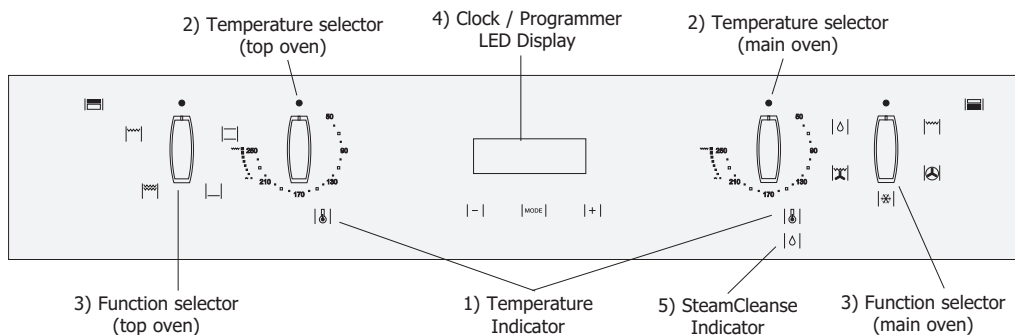 2) Temperature selector
(top oven)
4) Clock / Programmer
LED Display
2) Temperature selector
(main oven)
50
90
130
170
210
250
50
90
130
170
210
250
MODE
3) Function selector
(top oven)
1) Temperature
Indicator
5) SteamCleanse
Indicator
3) Function selector
(main oven)